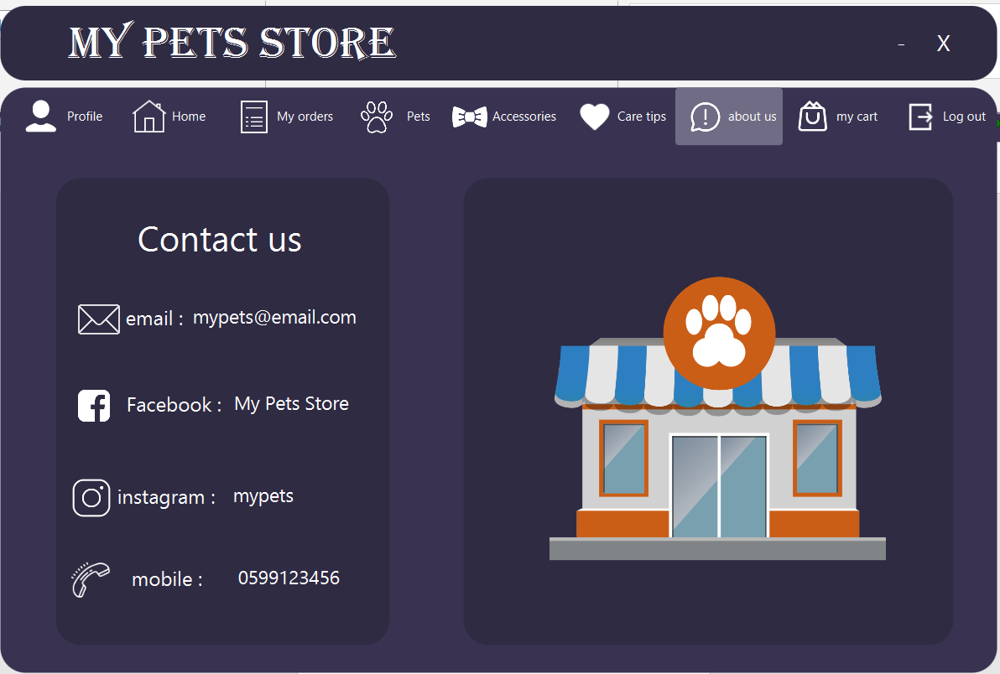 MY PETS STORE
- X
Profile Home My orders Pets Accessories Care tips about us my cart Log out
Contact us
email : mypets@email.com
Facebook : My Pets Store
instagram : mypets
mobile : 0599123456